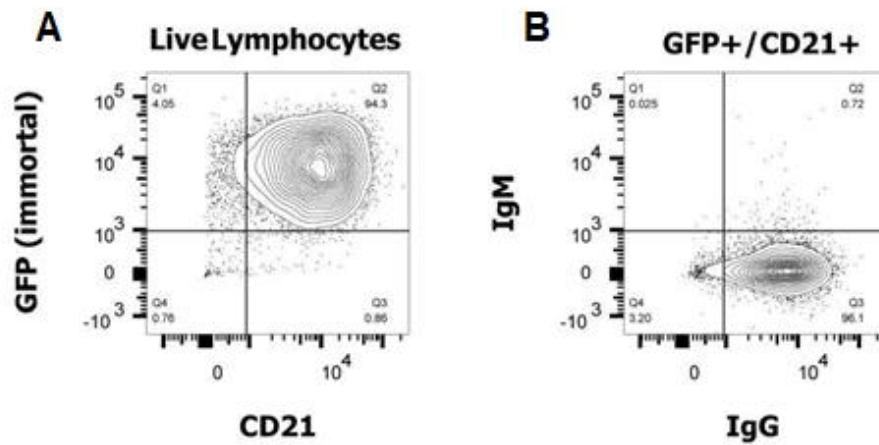 A
Live Lymphocytes
GFP (immortal)
10^5
10^4
10^3
0
-10^3
Q1
4.05
Q2
94.3
Q4
0.76
Q3
0.86
0
10^4
CD21
B
GFP+/CD21+
IgM
10^5
10^4
10^3
0
-10^3
Q1
0.025
Q2
0.72
Q4
3.20
Q3
96.1
0
10^4
IgG